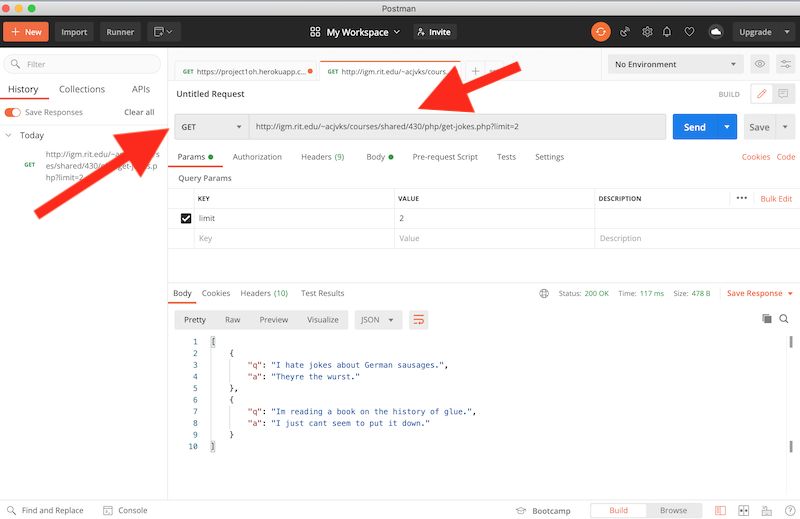 Postman
+ New Import Runner My Workspace Invite Upgrade
Filter
History Collections APIs
Save Responses Clear all
Today
GET
http://igm.rit.edu/~a
es/shared/430/p
hp?limit=2
GET https://project1oh.herokuapp.c...
GET http://igm.rit.edu/~acjvks/cours...
No Environment
Untitled Request
BUILD
GET http://igm.rit.edu/~acjvks/courses/shared/430/php/get-jokes.php?limit=2
Send Save
Params Authorization Headers (9) Body Pre-request Script Tests Settings Cookies Code
Query Params
KEY VALUE DESCRIPTION ••• Bulk Edit
limit 2
Key Value Description
Body Cookies Headers (10) Test Results Status: 200 OK Time: 117 ms Size: 478 B Save Response
Pretty Raw Preview Visualize JSON
1 [
2 {
3 "q": "I hate jokes about German sausages.",
4 "a": "Theyre the wurst."
5 },
6 {
7 "q": "Im reading a book on the history of glue.",
8 "a": "I just cant seem to put it down."
9 }
10 ]
Find and Replace Console Bootcamp Build Browse